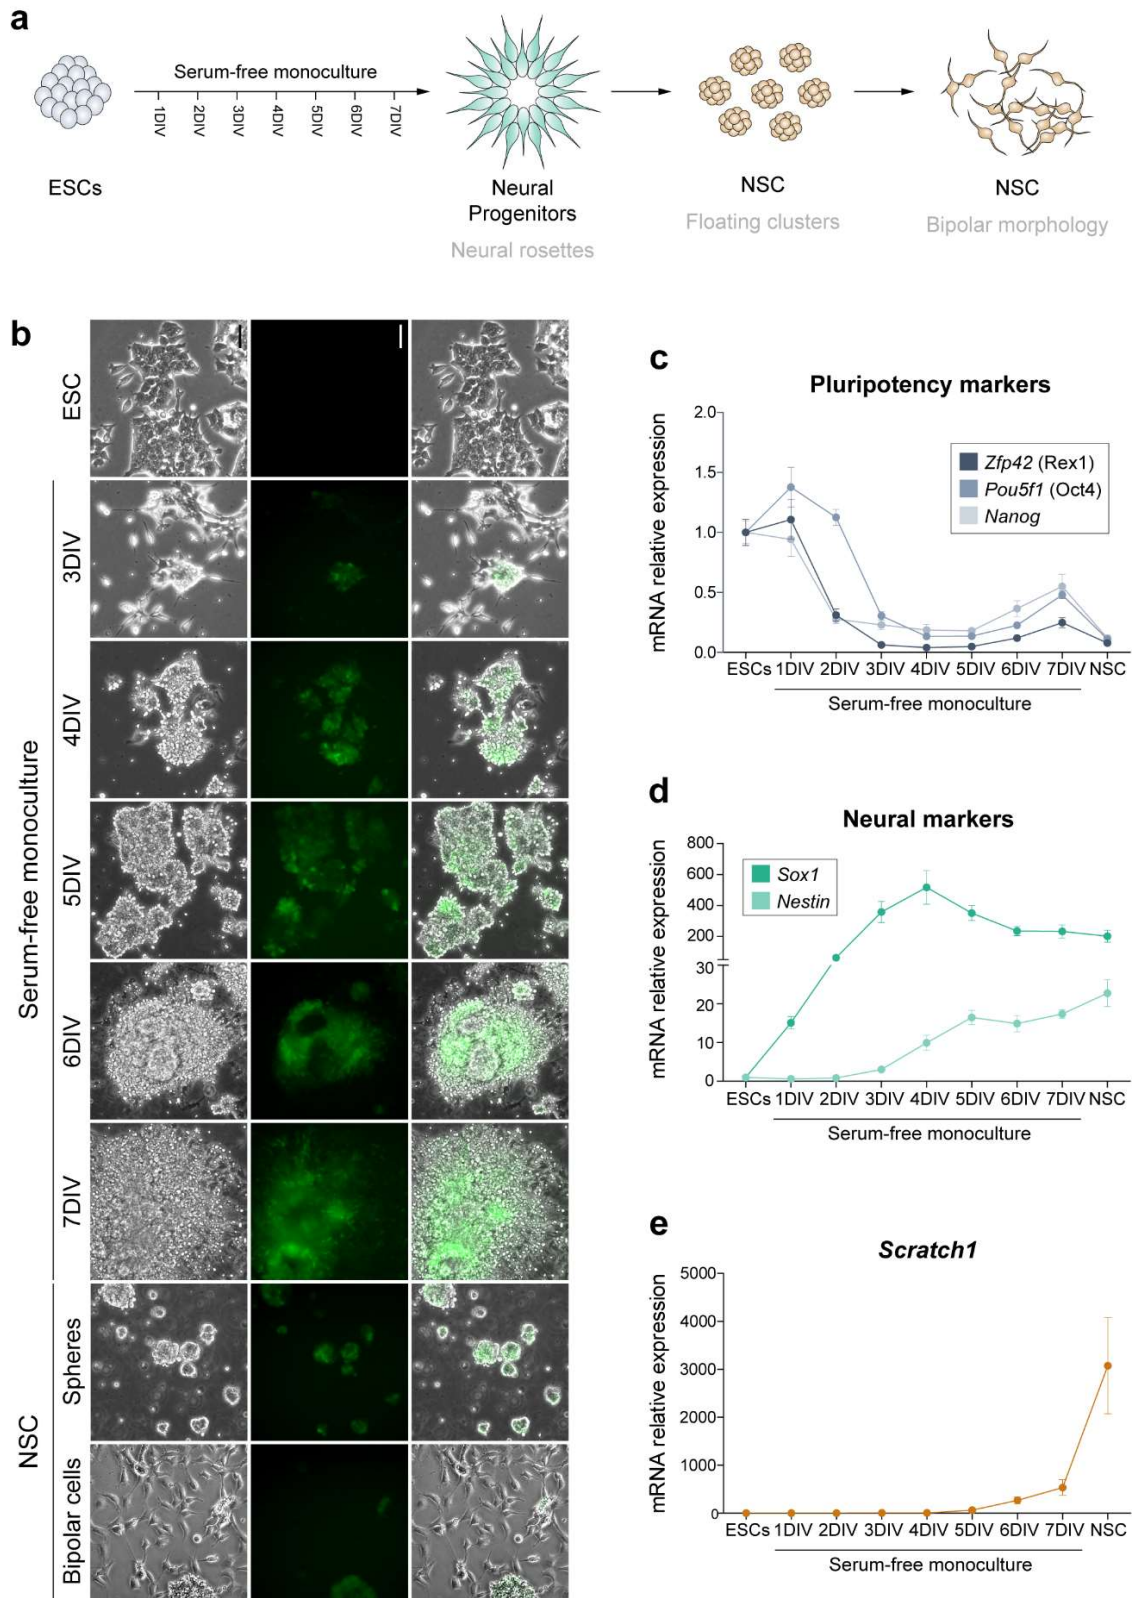 a
Serum-free monoculture
1DIV
2DIV
3DIV
4DIV
5DIV
6DIV
7DIV
ESCs
Neural
Progenitors
Neural rosettes
NSC
Floating clusters
NSC
Bipolar morphology
b
ESC
3DIV
4DIV
5DIV
6DIV
7DIV
Spheres
Bipolar cells
Serum-free monoculture
NSC
c
Pluripotency markers
mRNA relative expression
2.0
1.5
1.0
0.5
0.0
Zfp42 (Rex1)
Pou5f1 (Oct4)
Nanog
ESCs 1DIV 2DIV 3DIV 4DIV 5DIV 6DIV 7DIV NSC
Serum-free monoculture
d
Neural markers
mRNA relative expression
800
600
400
200
30
20
10
0
Sox1
Nestin
ESCs 1DIV 2DIV 3DIV 4DIV 5DIV 6DIV 7DIV NSC
Serum-free monoculture
e
Scratch1
mRNA relative expression
5000
4000
3000
2000
1000
0
ESCs 1DIV 2DIV 3DIV 4DIV 5DIV 6DIV 7DIV NSC
Serum-free monoculture